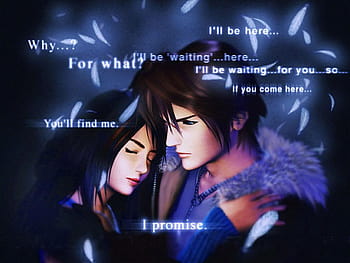 I'll be here...
Why...?
I'll be 'waiting'...here...
For what?
I'll be waiting...for you...so...
If you come here...
You'll find me.
I promise.